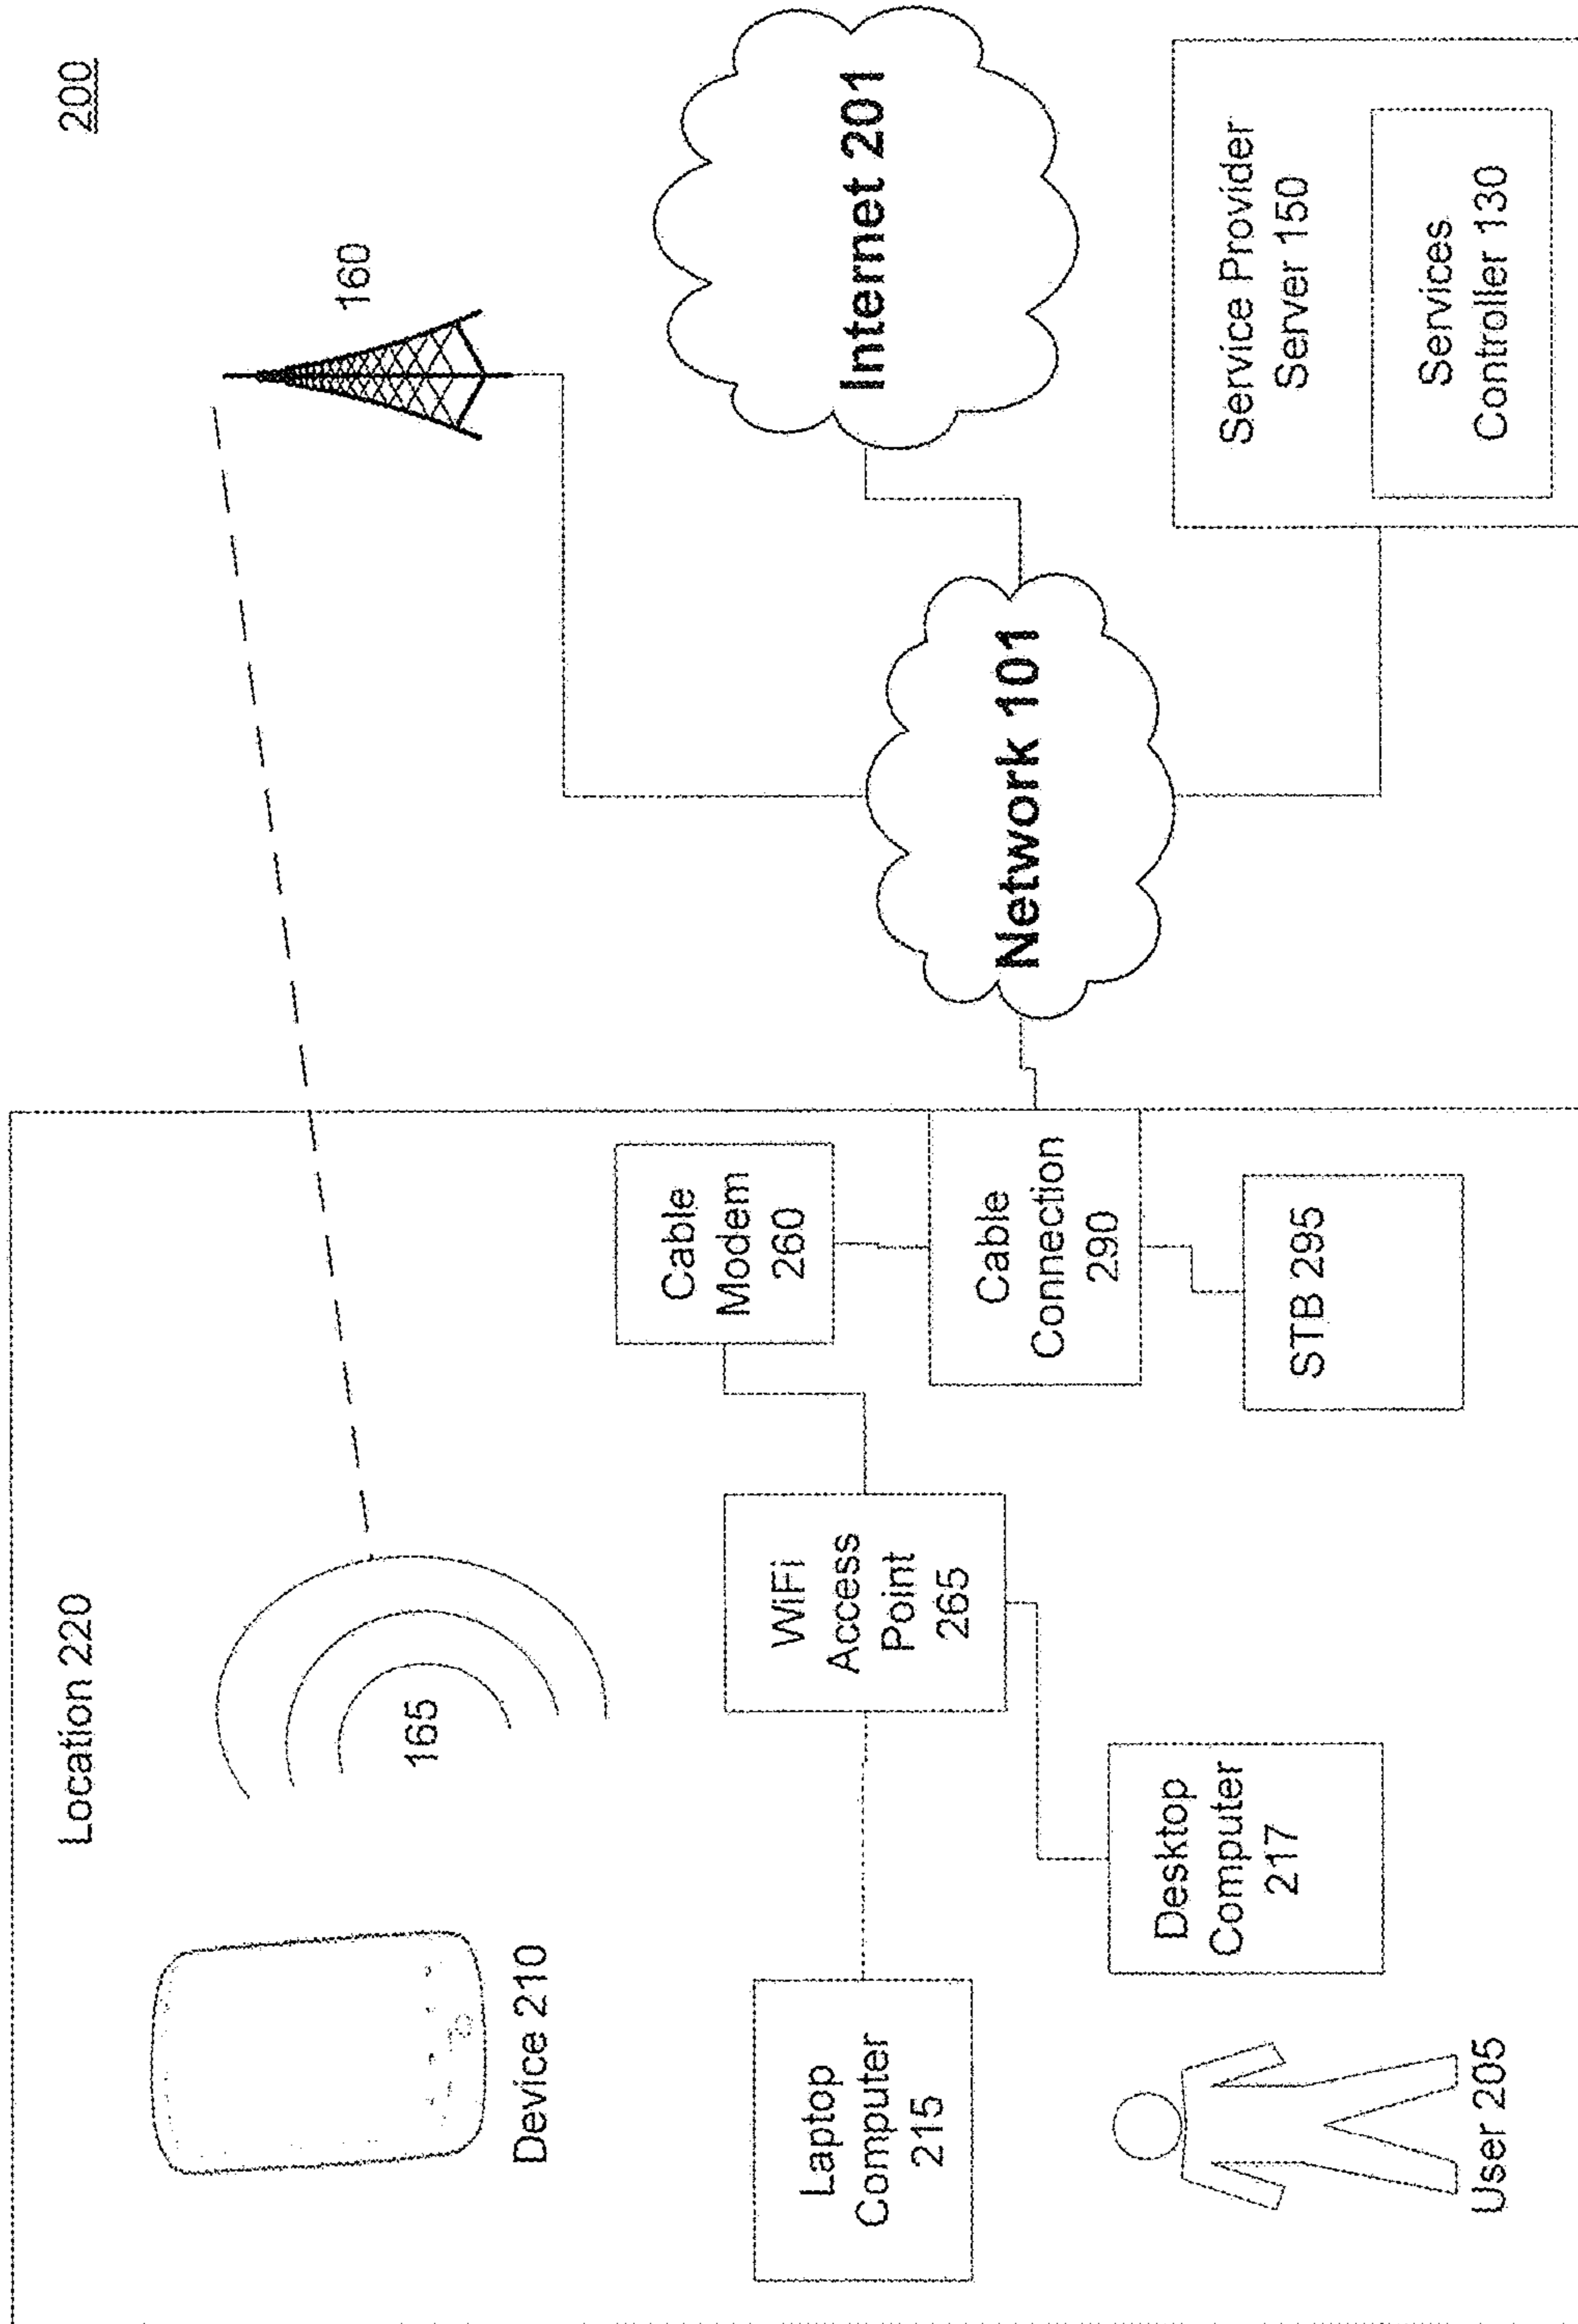 200
Location 220
160
165
Device 210
Internet 201
Cable
Modem
260
WiFi
Access
Point
265
Laptop
Computer
215
Network 101
Cable
Connection
290
Desktop
Computer
217
Service Provider
Server 150
Services
Controller 130
STB 295
User 205